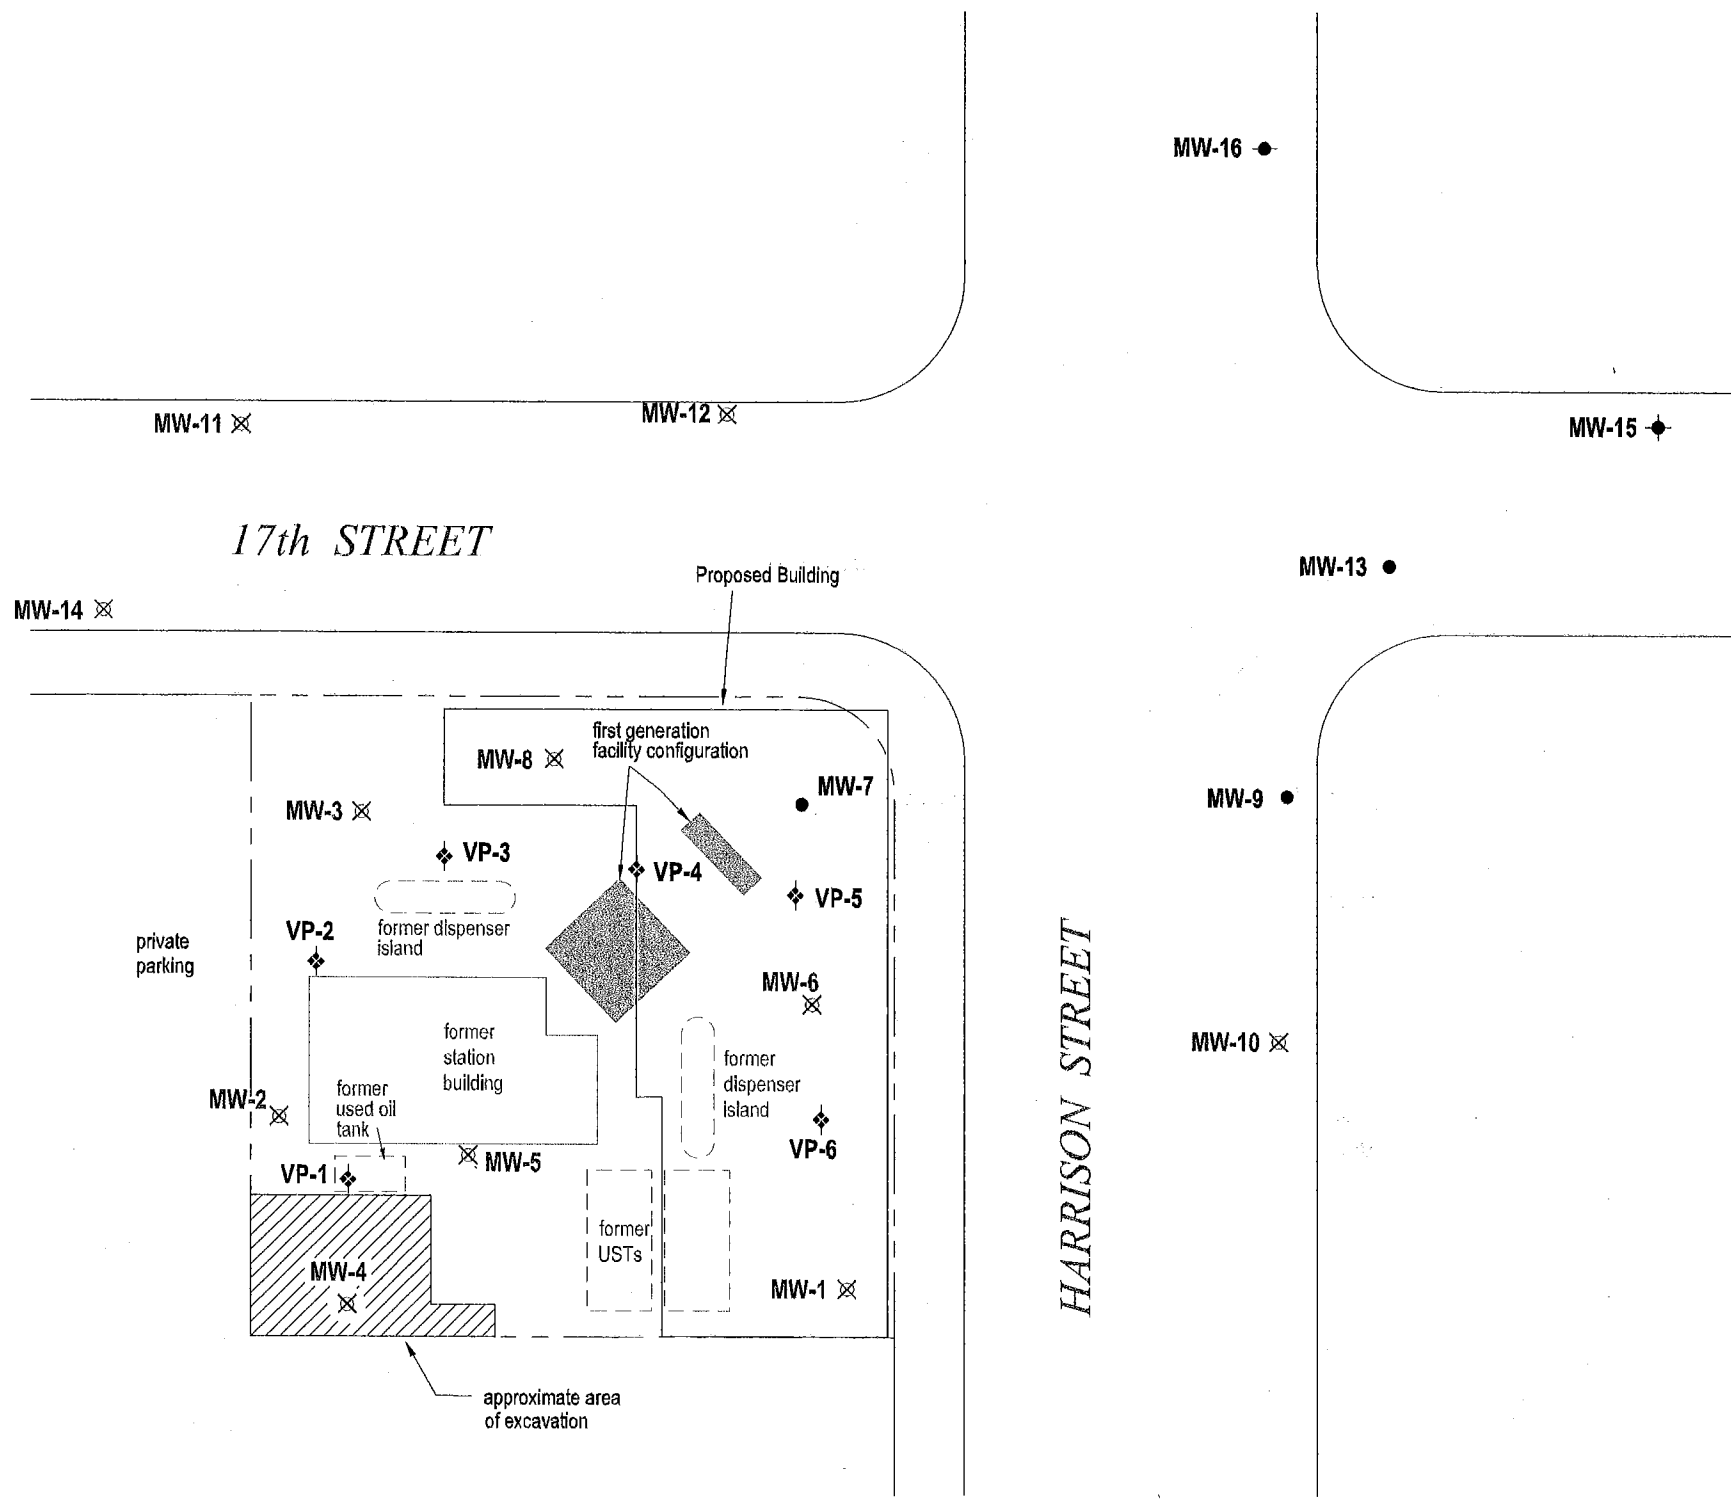 MW-16
MW-11
MW-12
MW-15
17th STREET
MW-13
Proposed Building
MW-14
first generation
facility configuration
MW-8
MW-7
MW-9
MW-3
VP-3
VP-4
VP-5
former dispenser
island
VP-2
private
parking
MW-6
HARRISON STREET
former
station
building
MW-10
former
dispenser
island
former
used oil
tank
MW-2
VP-6
MW-5
VP-1
former
USTs
MW-4
MW-1
approximate area
of excavation